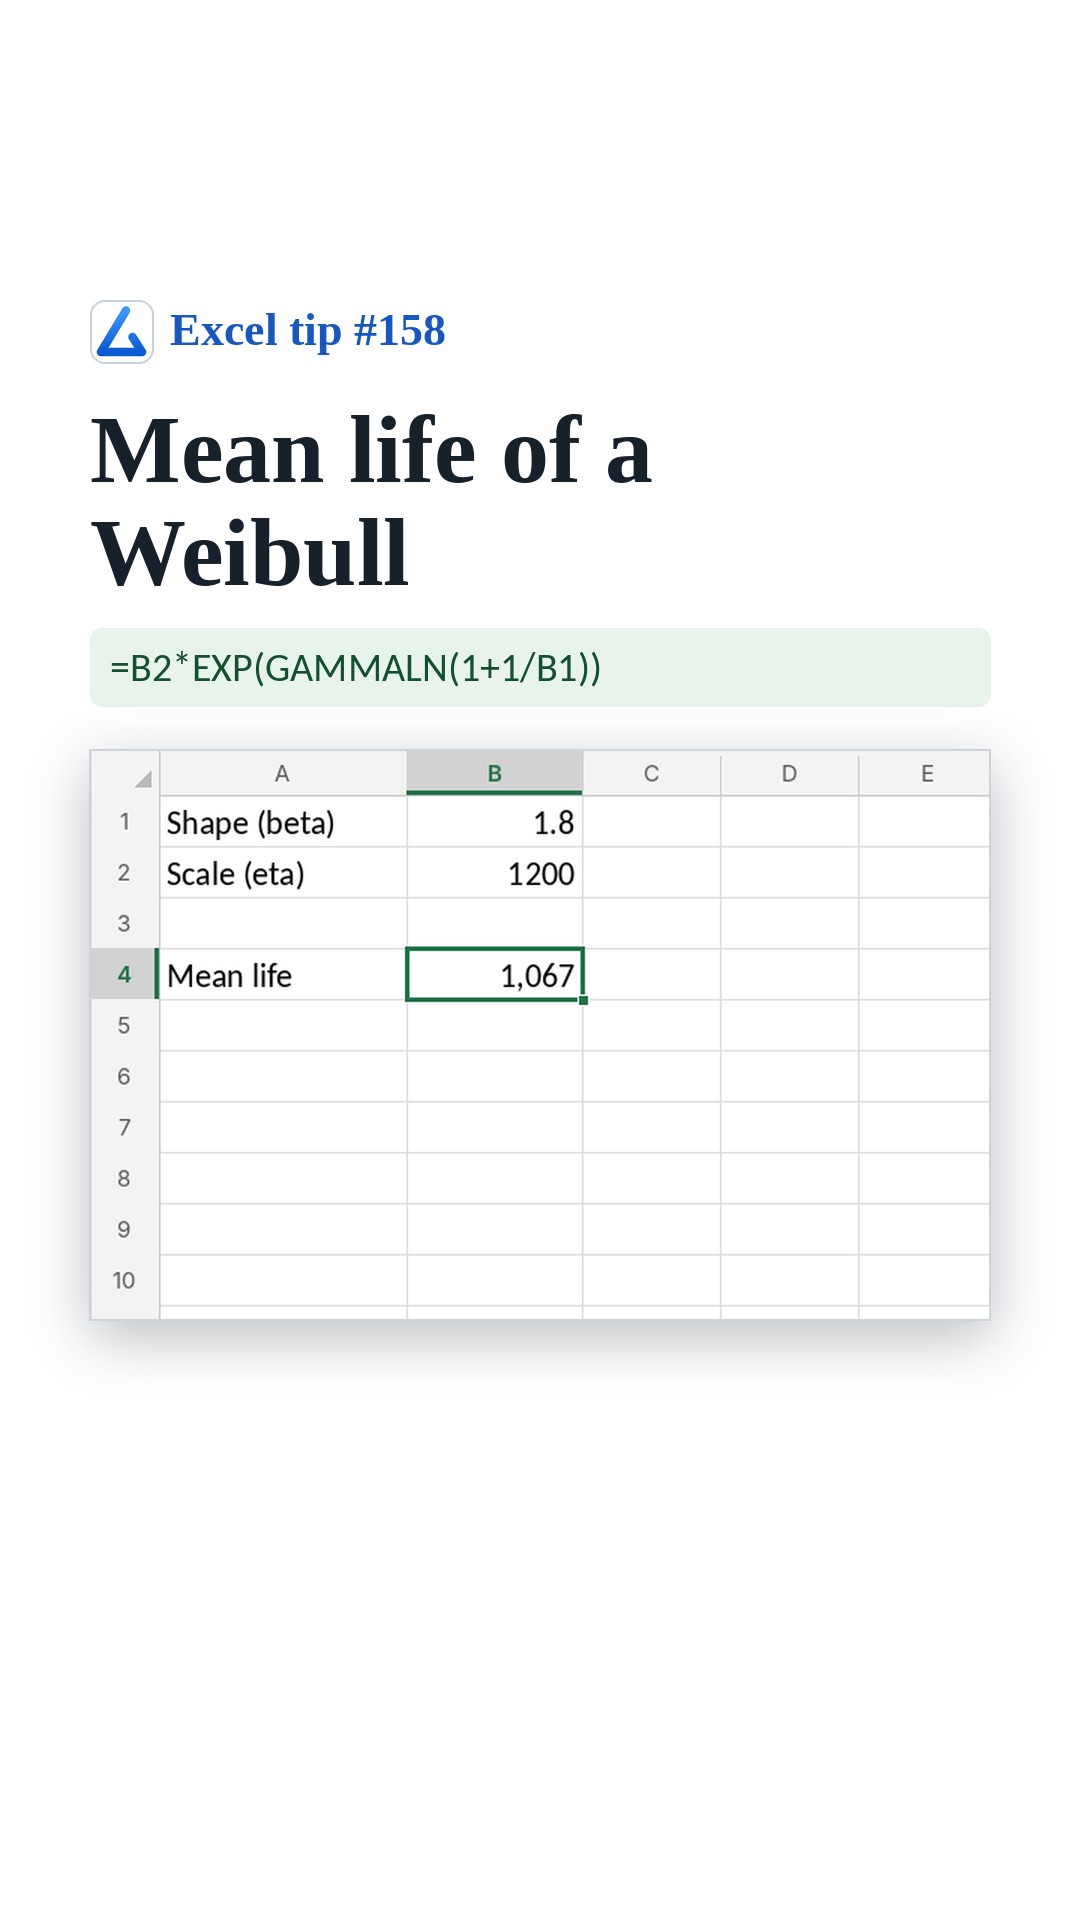 Excel tip #158
Mean life of a
Weibull
=B2*EXP(GAMMALN(1+1/B1))
A B C D E
1 Shape (beta) 1.8
2 Scale (eta) 1200
3
4 Mean life 1,067
5
6
7
8
9
10